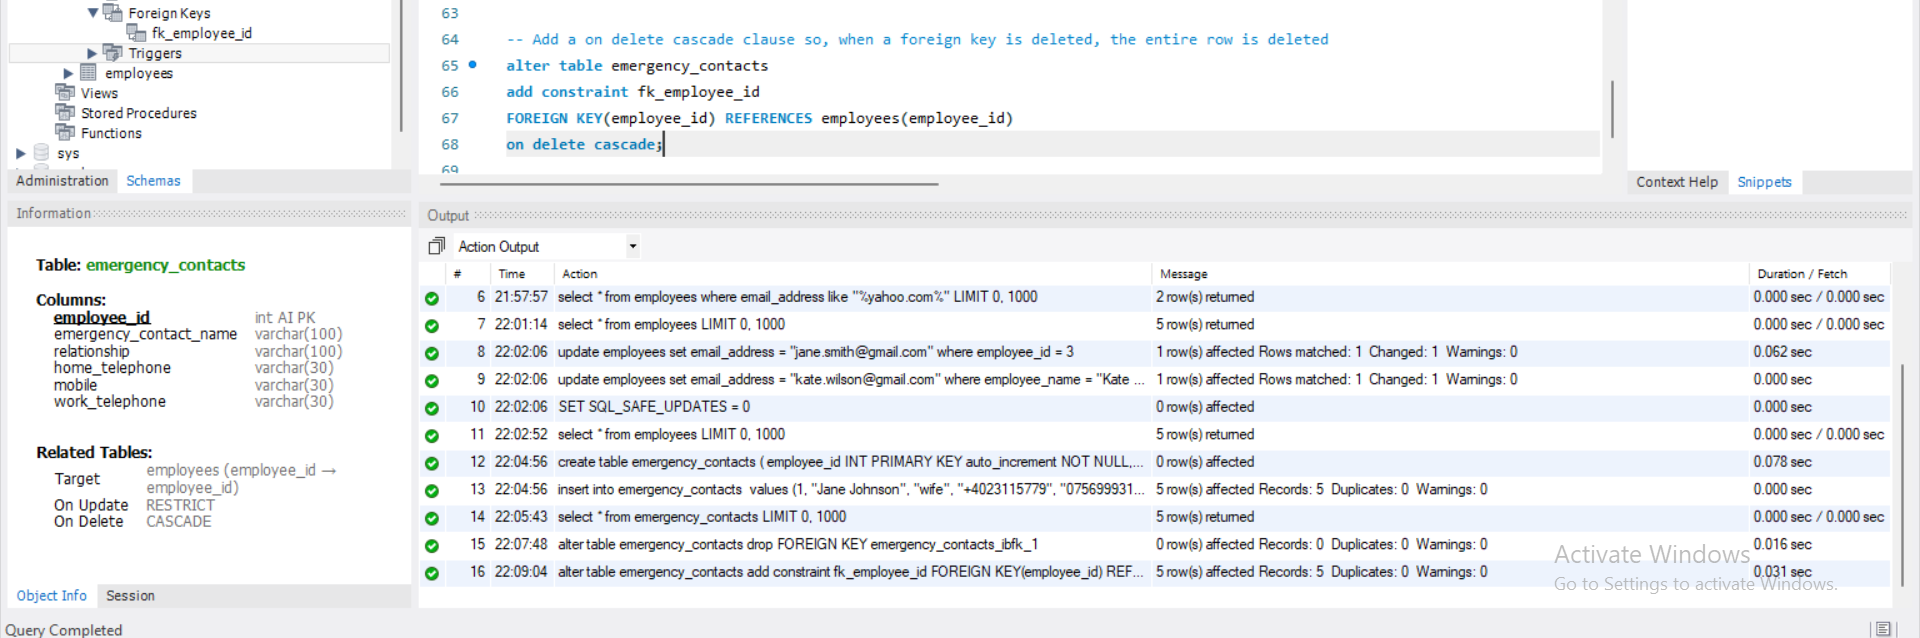 Foreign Keys
fk_employee_id
Triggers
employees
Views
Stored Procedures
Functions
sys
Administration Schemas
63
64 -- Add a on delete cascade clause so, when a foreign key is deleted, the entire row is deleted
65 alter table emergency_contacts
66 add constraint fk_employee_id
67 FOREIGN KEY(employee_id) REFERENCES employees(employee_id)
68 on delete cascade;
69
Context Help Snippets
Information
Table: emergency_contacts
Columns:
employee_id int AI PK
emergency_contact_name varchar(100)
relationship varchar(100)
home_telephone varchar(30)
mobile varchar(30)
work_telephone varchar(30)
Related Tables:
Target employees (employee_id →
employee_id)
On Update RESTRICT
On Delete CASCADE
Object Info Session
Output
Action Output
# Time Action Message Duration / Fetch
6 21:57:57 select * from employees where email_address like "%yahoo.com%" LIMIT 0, 1000 2 row(s) returned 0.000 sec / 0.000 sec
7 22:01:14 select * from employees LIMIT 0, 1000 5 row(s) returned 0.000 sec / 0.000 sec
8 22:02:06 update employees set email_address = "jane.smith@gmail.com" where employee_id = 3 1 row(s) affected Rows matched: 1 Changed: 1 Warnings: 0 0.062 sec
9 22:02:06 update employees set email_address = "kate.wilson@gmail.com" where employee_name = "Kate ... 1 row(s) affected Rows matched: 1 Changed: 1 Warnings: 0 0.000 sec
10 22:02:06 SET SQL_SAFE_UPDATES = 0 0 row(s) affected 0.000 sec
11 22:02:52 select * from employees LIMIT 0, 1000 5 row(s) returned 0.000 sec / 0.000 sec
12 22:04:56 create table emergency_contacts ( employee_id INT PRIMARY KEY auto_increment NOT NULL,... 0 row(s) affected 0.078 sec
13 22:04:56 insert into emergency_contacts values (1, "Jane Johnson", "wife", "+4023115779", "075699931... 5 row(s) affected Records: 5 Duplicates: 0 Warnings: 0 0.000 sec
14 22:05:43 select * from emergency_contacts LIMIT 0, 1000 5 row(s) returned 0.000 sec / 0.000 sec
15 22:07:48 alter table emergency_contacts drop FOREIGN KEY emergency_contacts_ibfk_1 0 row(s) affected Records: 0 Duplicates: 0 Warnings: 0 0.016 sec
16 22:09:04 alter table emergency_contacts add constraint fk_employee_id FOREIGN KEY(employee_id) REF... 5 row(s) affected Records: 5 Duplicates: 0 Warnings: 0 0.031 sec
Activate Windows
Go to Settings to activate Windows.
Query Completed